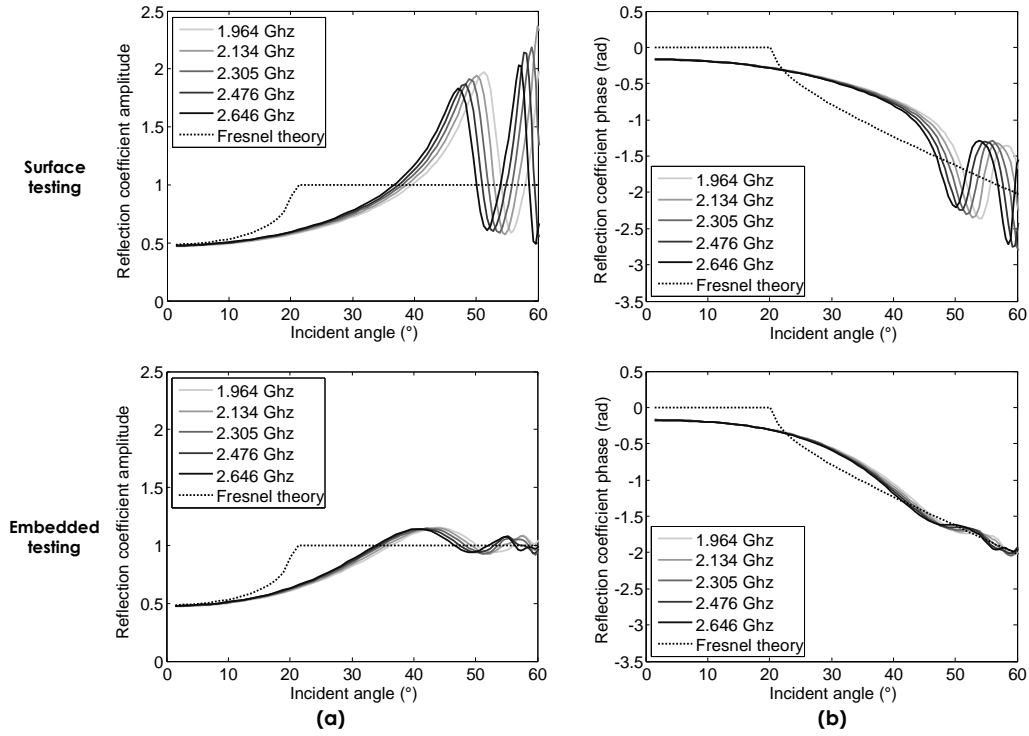 Surface
testing
Reflection coefficient amplitude
2.5
2
1.5
1
0.5
0
1.964 Ghz
2.134 Ghz
2.305 Ghz
2.476 Ghz
2.646 Ghz
Fresnel theory
0 10 20 30 40 50 60
Incident angle (°)
Reflection coefficient phase (rad)
0.5
0
-0.5
-1
-1.5
-2
-2.5
-3
-3.5
1.964 Ghz
2.134 Ghz
2.305 Ghz
2.476 Ghz
2.646 Ghz
Fresnel theory
0 10 20 30 40 50 60
Incident angle (°)
Embedded
testing
Reflection coefficient amplitude
2.5
2
1.5
1
0.5
0
1.964 Ghz
2.134 Ghz
2.305 Ghz
2.476 Ghz
2.646 Ghz
Fresnel theory
0 10 20 30 40 50 60
Incident angle (°)
(a)
Reflection coefficient phase (rad)
0.5
0
-0.5
-1
-1.5
-2
-2.5
-3
-3.5
1.964 Ghz
2.134 Ghz
2.305 Ghz
2.476 Ghz
2.646 Ghz
Fresnel theory
0 10 20 30 40 50 60
Incident angle (°)
(b)